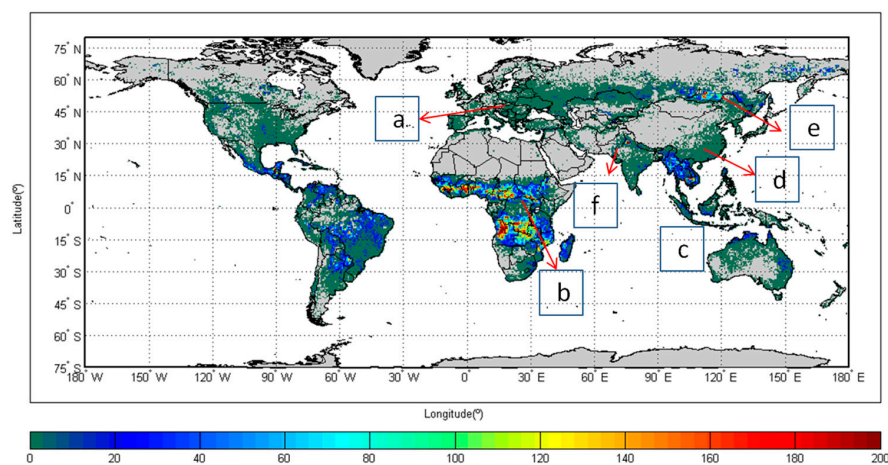 75° N
60° N
45° N
30° N
15° N
0°
15° S
30° S
45° S
60° S
75° S
Latitude(º)
a
e
d
f
c
b
180° W 120° W 90° W 60° W 30° W 0° 30° E 60° E 90° E 120° E 150° E 180° E
Longitude(º)
0 20 40 60 80 100 120 140 160 180 200